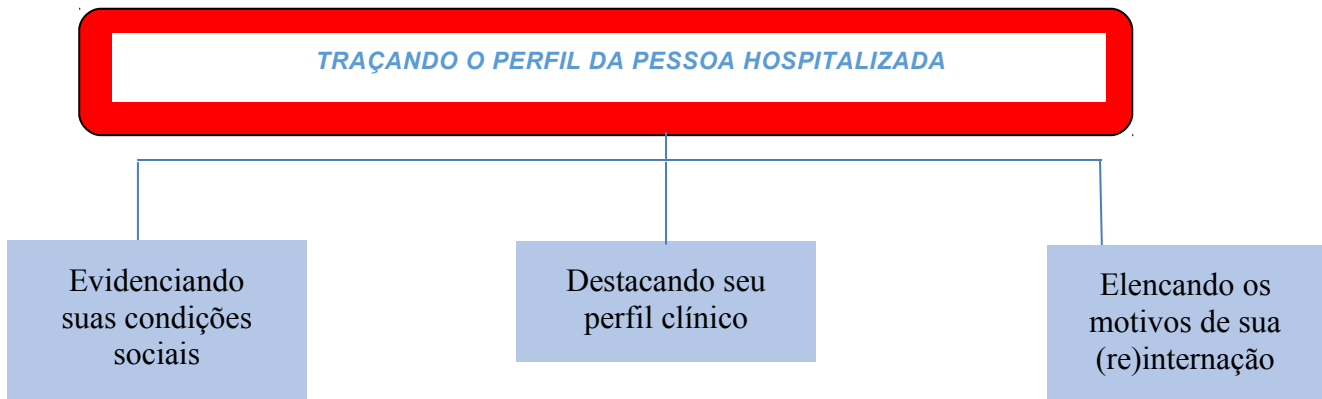 TRAÇANDO O PERFIL DA PESSOA HOSPITALIZADA
Evidenciando
suas condições
sociais
Destacando seu
perfil clínico
Elencando os
motivos de sua
(re)internação